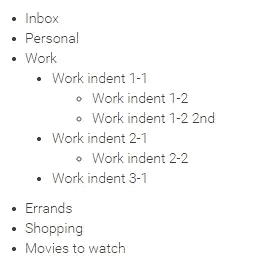 Inbox
Personal
Work
Work indent 1-1
Work indent 1-2
Work indent 1-2 2nd
Work indent 2-1
Work indent 2-2
Work indent 3-1
Errands
Shopping
Movies to watch